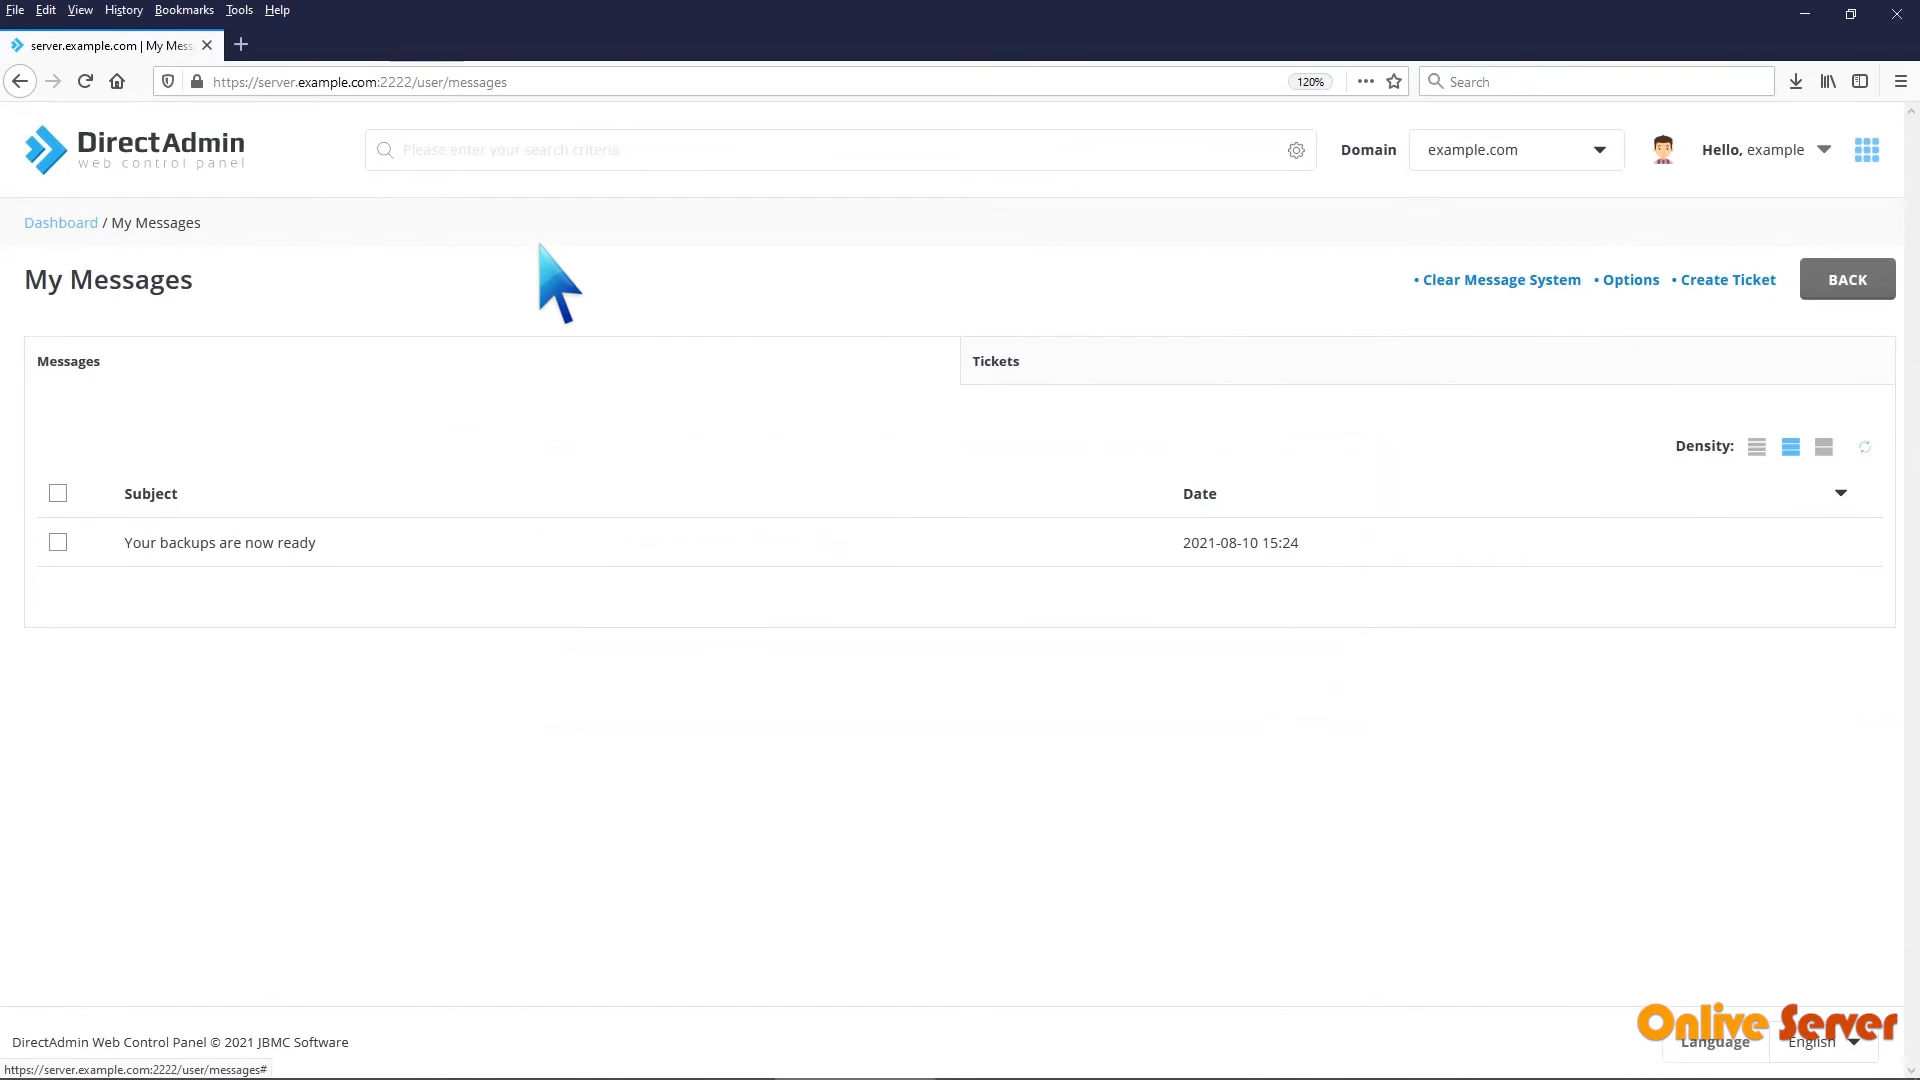 File Edit View History Bookmarks Tools Help
server.example.com | My Mess
https://server.example.com:2222/user/messages 120% Search
DirectAdmin
web control panel
Please enter your search criteria
Domain example.com Hello, example
Dashboard / My Messages
My Messages • Clear Message System • Options • Create Ticket BACK
Messages Tickets
Density:
Subject Date
Your backups are now ready 2021-08-10 15:24
Onlive Server
DirectAdmin Web Control Panel © 2021 JBMC Software Language English
https://server.example.com:2222/user/messages#